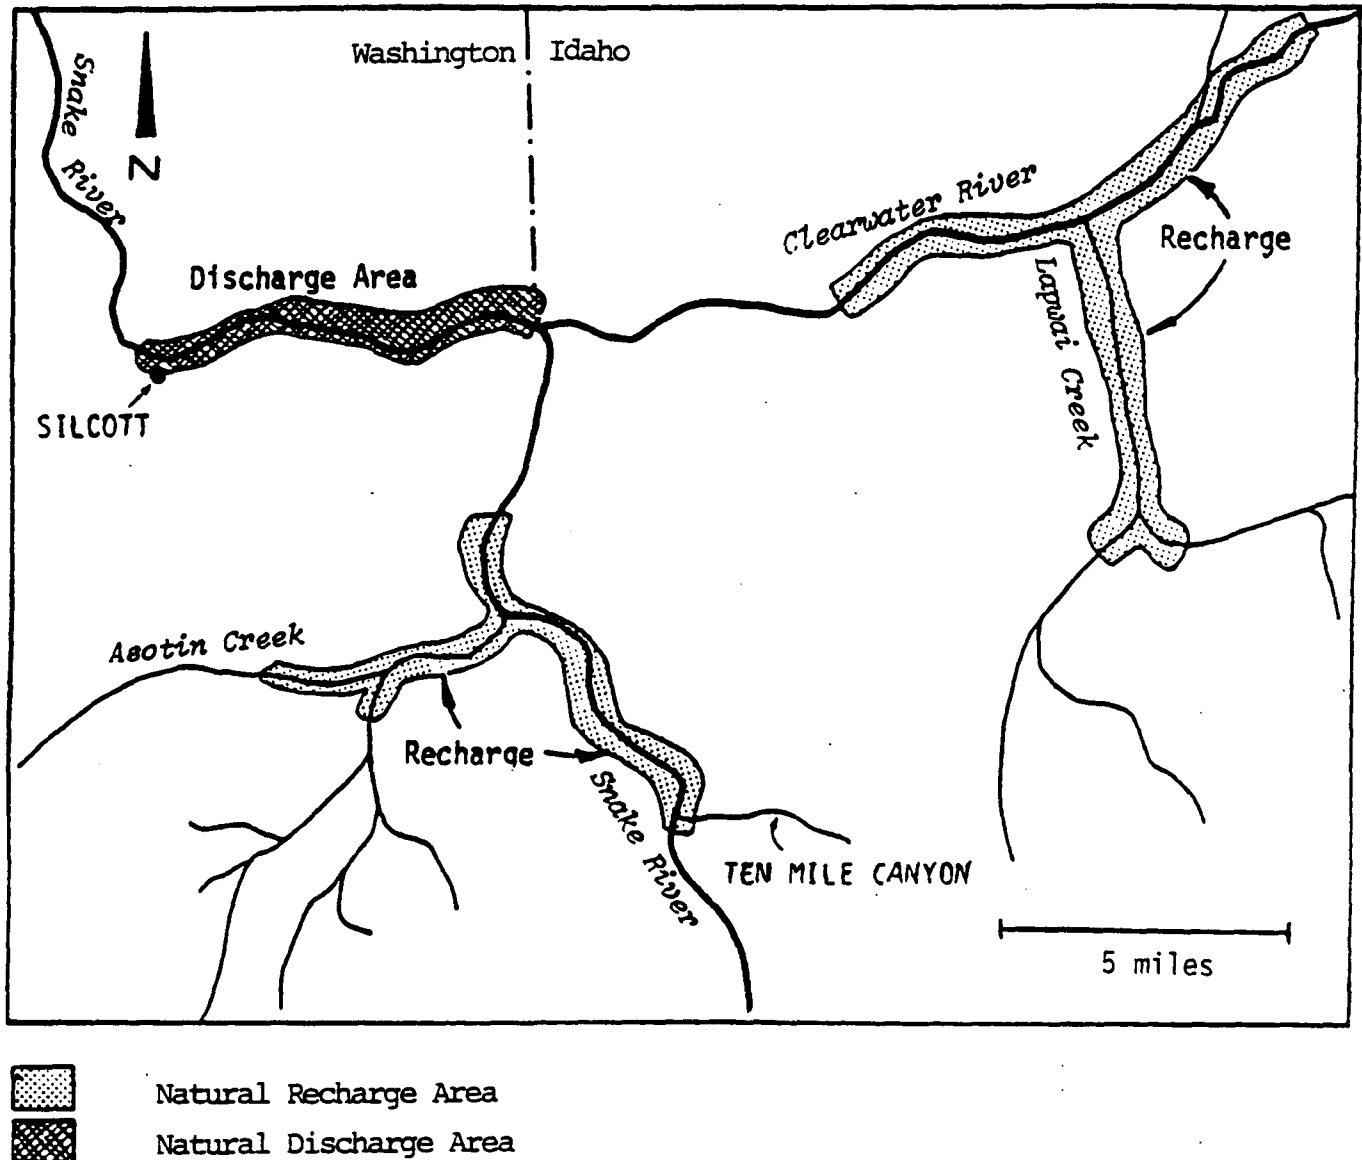 Washington Idaho
Snake River
N
Clearwater River
Recharge
Discharge Area
Lapwai Creek
SILCOTT
Asotin Creek
Recharge
Snake River
TEN MILE CANYON
5 miles
Natural Recharge Area
Natural Discharge Area